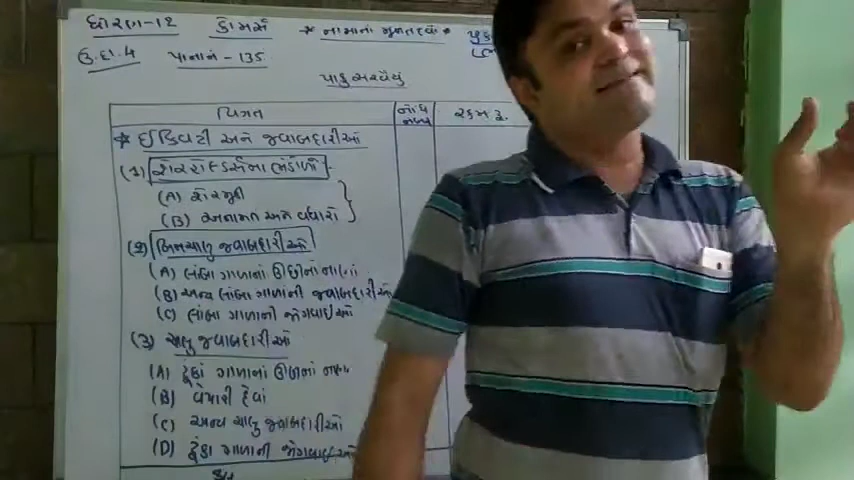 ધોરણ-12 કોમર્સ * નામાનાં મૂળતત્વો *
ઉદા.4 પાનાનં-135
પાકુ સરવૈયું
વિગત નોંધ નંબર રકમ રૂ.
* ઇક્વિટી અને જવાબદારીઓ
(1) શેરહોલ્ડર્સના ભંડોળો
(A) શેરમૂડી
(B) અનામત અને વધારો
(2) બિનચાલુ જવાબદારીઓ
(A) લાંબા ગાળાનાં ઉછીનાં નાણાં
(B) અન્ય લાંબા ગાળાની જવાબદારીઓ
(C) લાંબા ગાળાની જોગવાઈઓ
(3) ચાલુ જવાબદારીઓ
(A) ટૂંકા ગાળાનાં ઉછીનાં નાણાં
(B) વેપારી દેવાં
(C) અન્ય ચાલુ જવાબદારીઓ
(D) ટૂંકા ગાળાની જોગવાઈઓ
કુલ